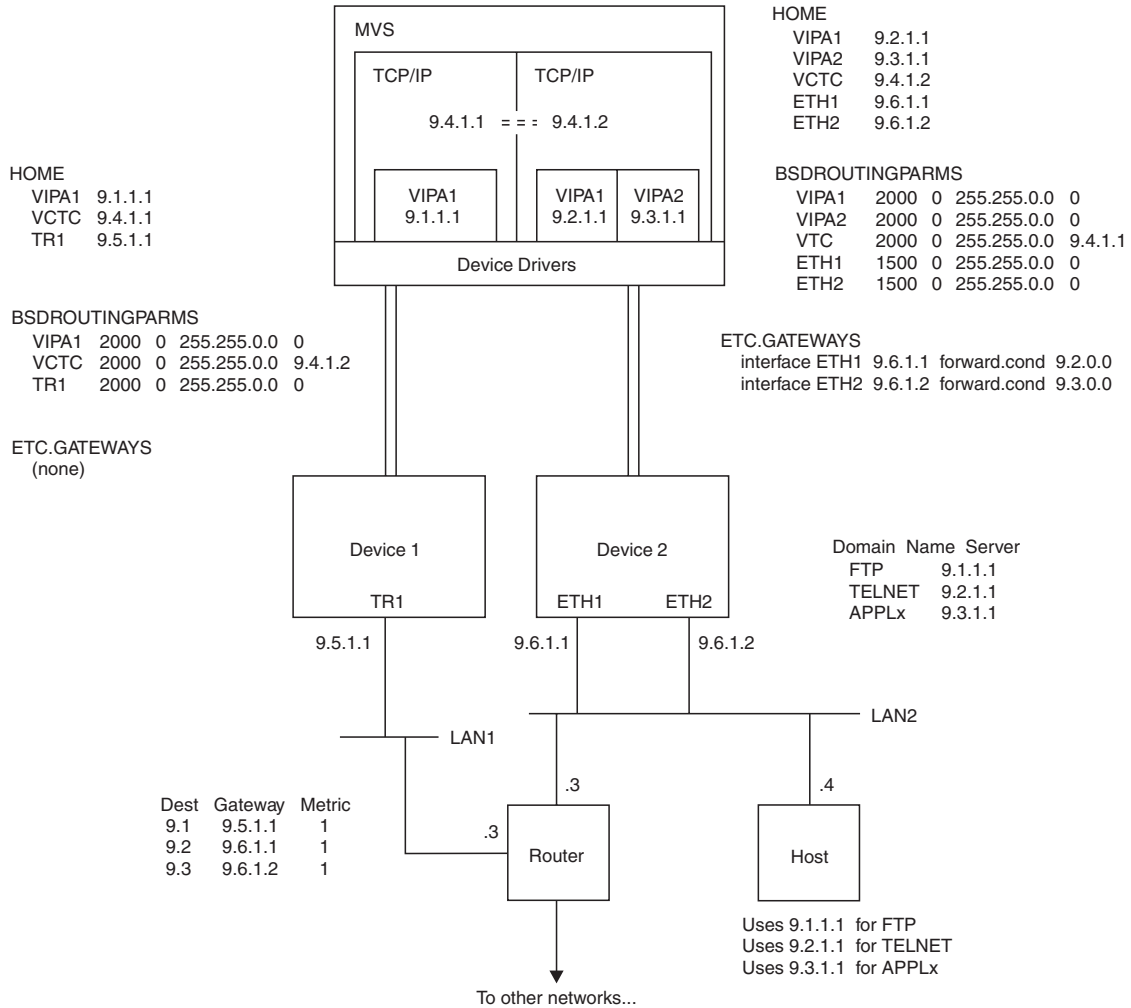 MVS
TCP/IP
TCP/IP
9.4.1.1 = = = 9.4.1.2
VIPA1
9.1.1.1
VIPA1
9.2.1.1
VIPA2
9.3.1.1
Device Drivers
HOME
VIPA1 9.2.1.1
VIPA2 9.3.1.1
VCTC 9.4.1.2
ETH1 9.6.1.1
ETH2 9.6.1.2
BSDROUTINGPARMS
VIPA1 2000 0 255.255.0.0 0
VIPA2 2000 0 255.255.0.0 0
VTC 2000 0 255.255.0.0 9.4.1.1
ETH1 1500 0 255.255.0.0 0
ETH2 1500 0 255.255.0.0 0
ETC.GATEWAYS
interface ETH1 9.6.1.1 forward.cond 9.2.0.0
interface ETH2 9.6.1.2 forward.cond 9.3.0.0
HOME
VIPA1 9.1.1.1
VCTC 9.4.1.1
TR1 9.5.1.1
BSDROUTINGPARMS
VIPA1 2000 0 255.255.0.0 0
VCTC 2000 0 255.255.0.0 9.4.1.2
TR1 2000 0 255.255.0.0 0
ETC.GATEWAYS
(none)
Device 1
TR1
Device 2
ETH1 ETH2
Domain Name Server
FTP 9.1.1.1
TELNET 9.2.1.1
APPLx 9.3.1.1
9.5.1.1
9.6.1.1
9.6.1.2
LAN2
LAN1
.3
.4
Dest Gateway Metric
9.1 9.5.1.1 1
9.2 9.6.1.1 1
9.3 9.6.1.2 1
.3
Router
Host
Uses 9.1.1.1 for FTP
Uses 9.2.1.1 for TELNET
Uses 9.3.1.1 for APPLx
To other networks...